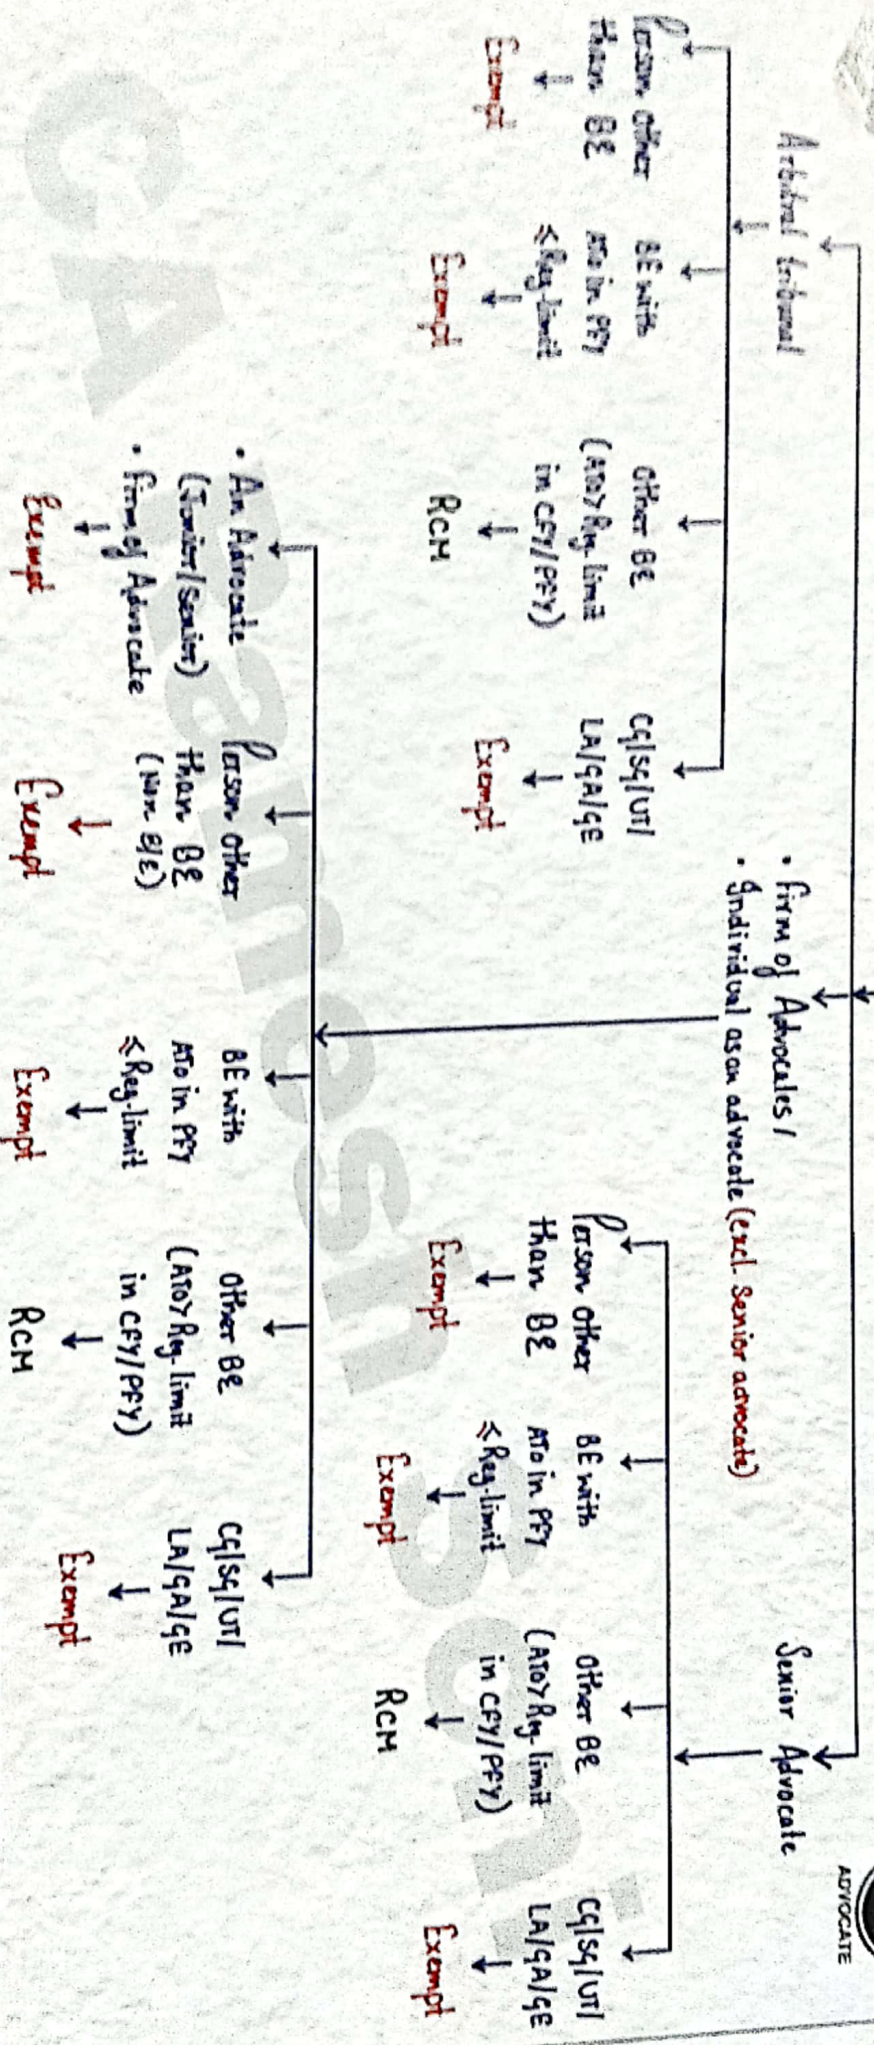 Arbitral tribunal
Person other
than BE
Exempt
BE with
ATO in PFY
≤ Reg. limit
Exempt
Other BE
(ATO> Reg. limit
in CFY/PFY)
RCM
CG/SG/UT/
LA/GA/GE
Exempt
• Firm of Advocates /
• Individual as an advocate (excl. Senior advocate)
• An Advocate
(Junior/Senior)
• Firm of Advocate
Exempt
Person other
than BE
(Non B/E)
Exempt
BE with
ATO in PFY
≤ Reg. limit
Exempt
Other BE
(ATO> Reg. limit
in CFY/PFY)
RCM
CG/SG/UT/
LA/GA/GE
Exempt
Senior Advocate
Person other
than BE
Exempt
BE with
ATO in PFY
≤ Reg. limit
Exempt
Other BE
(ATO> Reg. limit
in CFY/PFY)
RCM
CG/SG/UT/
LA/GA/GE
Exempt
ADVOCATE
CA Ramesh Soni